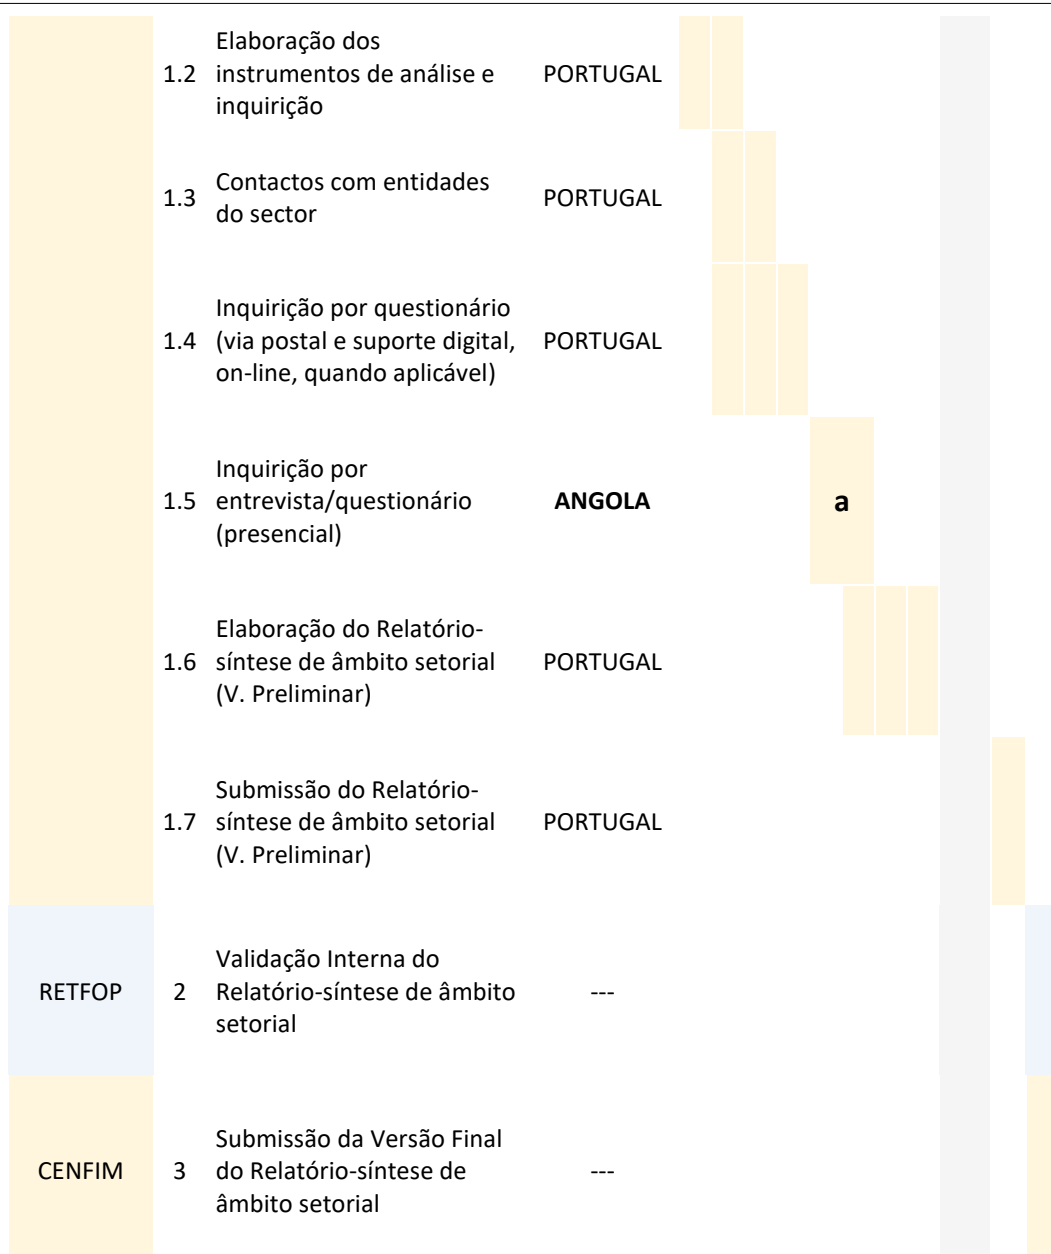 Elaboração dos
1.2 instrumentos de análise e PORTUGAL
inquirição
1.3 Contactos com entidades PORTUGAL
do sector
Inquirição por questionário
1.4 (via postal e suporte digital, PORTUGAL
on-line, quando aplicável)
Inquirição por
1.5 entrevista/questionário ANGOLA a
(presencial)
Elaboração do Relatório-
1.6 síntese de âmbito setorial PORTUGAL
(V. Preliminar)
Submissão do Relatório-
1.7 síntese de âmbito setorial PORTUGAL
(V. Preliminar)
Validação Interna do
RETFOP 2 Relatório-síntese de âmbito ---
setorial
Submissão da Versão Final
CENFIM 3 do Relatório-síntese de ---
âmbito setorial